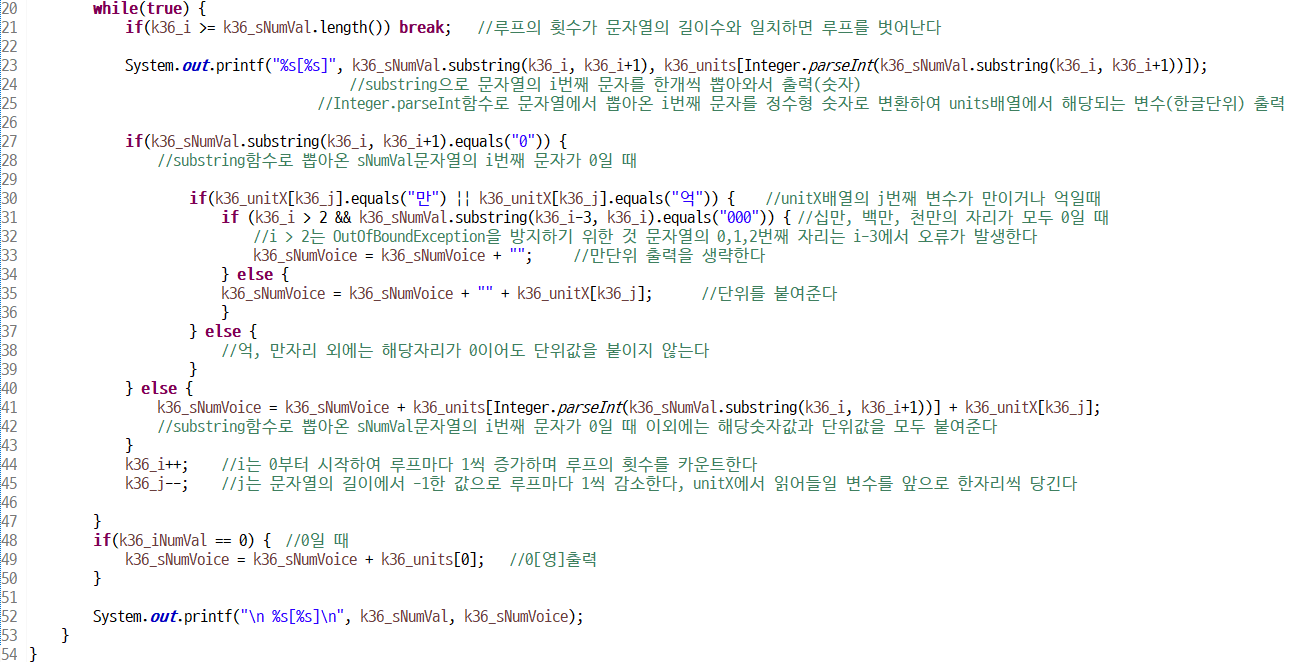 20 while(true) {
21 if(k36_i >= k36_sNumVal.length()) break; //루프의 횟수가 문자열의 길이수와 일치하면 루프를 벗어난다
22
23 System.out.printf("%s[%s]", k36_sNumVal.substring(k36_i, k36_i+1), k36_units[Integer.parseInt(k36_sNumVal.substring(k36_i, k36_i+1))]);
24 //substring으로 문자열의 i번째 문자를 한개씩 뽑아와서 출력(숫자)
25 //Integer.parseInt함수로 문자열에서 뽑아온 i번째 문자를 정수형 숫자로 변환하여 units배열에서 해당되는 변수(한글단위) 출력
26
27 if(k36_sNumVal.substring(k36_i, k36_i+1).equals("0")) {
28 //substring함수로 뽑아온 sNumVal문자열의 i번째 문자가 0일 때
29
30 if(k36_unitX[k36_j].equals("만") || k36_unitX[k36_j].equals("억")) { //unitX배열의 j번째 변수가 만이거나 억일때
31 if (k36_i > 2 && k36_sNumVal.substring(k36_i-3, k36_i).equals("000")) { //십만, 백만, 천만의 자리가 모두 0일 때
32 //i > 2는 OutOfBoundException을 방지하기 위한 것 문자열의 0,1,2번째 자리는 i-3에서 오류가 발생한다
33 k36_sNumVoice = k36_sNumVoice + ""; //만단위 출력을 생략한다
34 } else {
35 k36_sNumVoice = k36_sNumVoice + "" + k36_unitX[k36_j]; //단위를 붙여준다
36 }
37 } else {
38 //억, 만자리 외에는 해당자리가 0이어도 단위값을 붙이지 않는다
39 }
40 } else {
41 k36_sNumVoice = k36_sNumVoice + k36_units[Integer.parseInt(k36_sNumVal.substring(k36_i, k36_i+1))] + k36_unitX[k36_j];
42 //substring함수로 뽑아온 sNumVal문자열의 i번째 문자가 0일 때 이외에는 해당숫자값과 단위값을 모두 붙여준다
43 }
44 k36_i++; //i는 0부터 시작하여 루프마다 1씩 증가하며 루프의 횟수를 카운트한다
45 k36_j--; //j는 문자열의 길이에서 -1한 값으로 루프마다 1씩 감소한다, unitX에서 읽어들일 변수를 앞으로 한자리씩 당긴다
46
47 }
48 if(k36_iNumVal == 0) { //0일 때
49 k36_sNumVoice = k36_sNumVoice + k36_units[0]; //0[영]출력
50 }
51
52 System.out.printf("\n %s[%s]\n", k36_sNumVal, k36_sNumVoice);
53 }
54 }